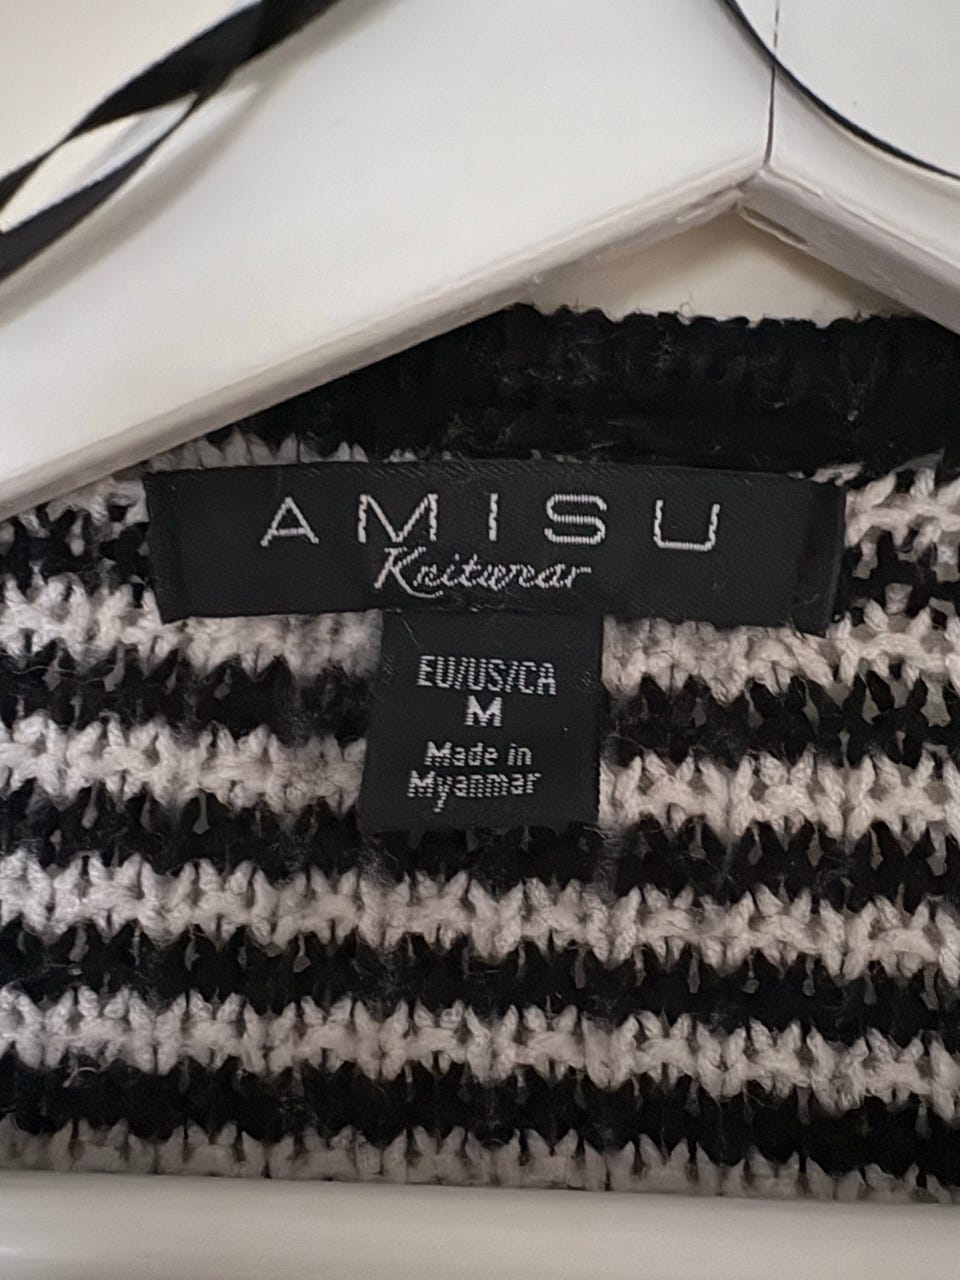 AMISU
Knitwear
EU/US/CA
M
Made in
Myanmar